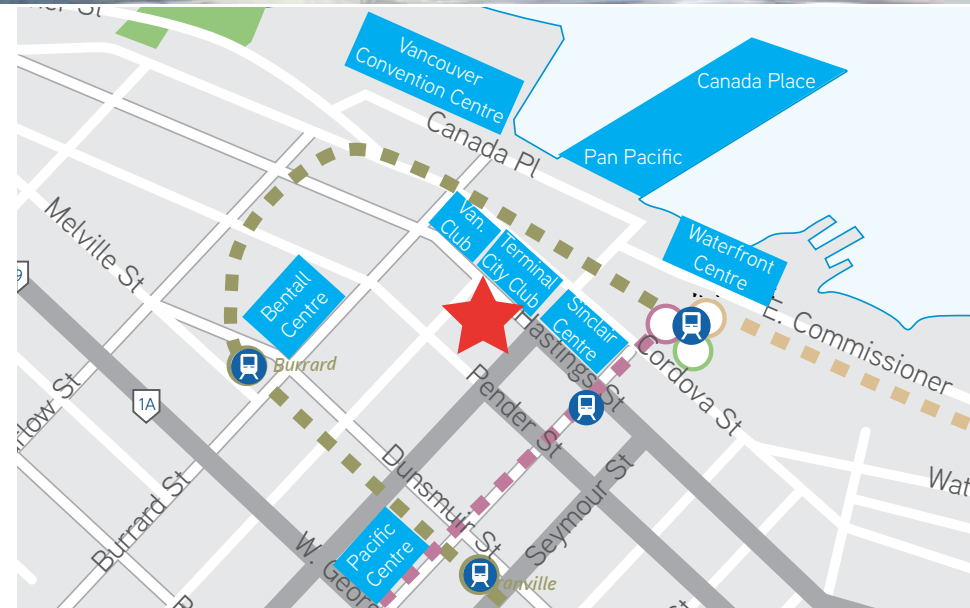 Vancouver
Convention Centre
Canada Place
Pan Pacific
Canada Pl
Van.
Club
Terminal
City Club
Waterfront
Centre
Melville St
Bentall
Centre
Sinclair
Centre
E. Commissioner
Hastings St
Cordova St
Burrard
1A
Pender St
Dunsmuir St
Seymour St
Burrard St
Pacific
Centre
W. Geor